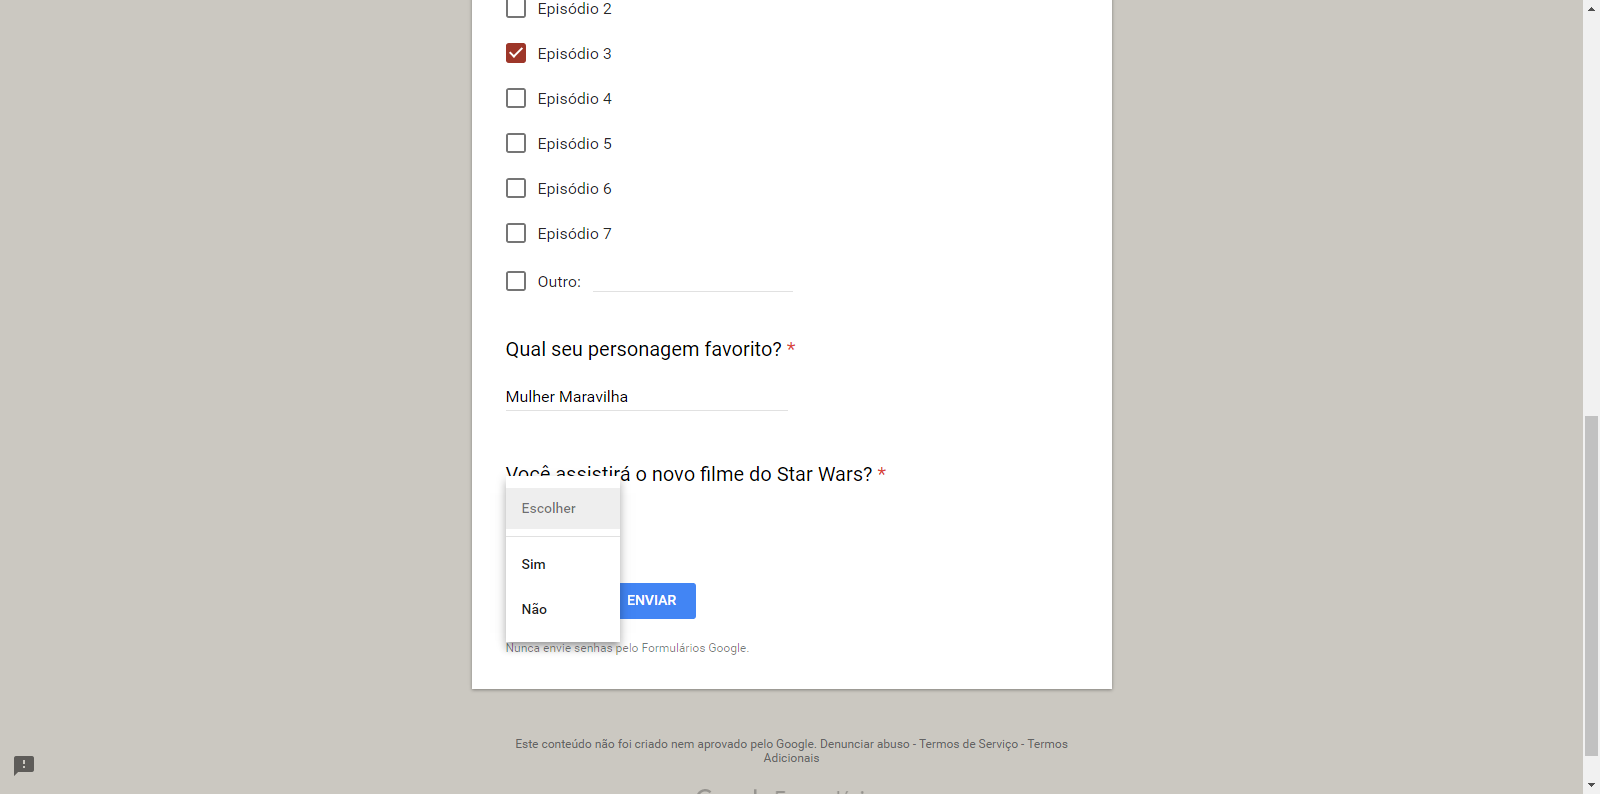 Episódio 2
Episódio 3
Episódio 4
Episódio 5
Episódio 6
Episódio 7
Outro:
Qual seu personagem favorito? *
Mulher Maravilha
Você assistirá o novo filme do Star Wars? *
Escolher
Sim
Não
ENVIAR
Nunca envie senhas pelo Formulários Google.
Este conteúdo não foi criado nem aprovado pelo Google. Denunciar abuso - Termos de Serviço - Termos
Adicionais